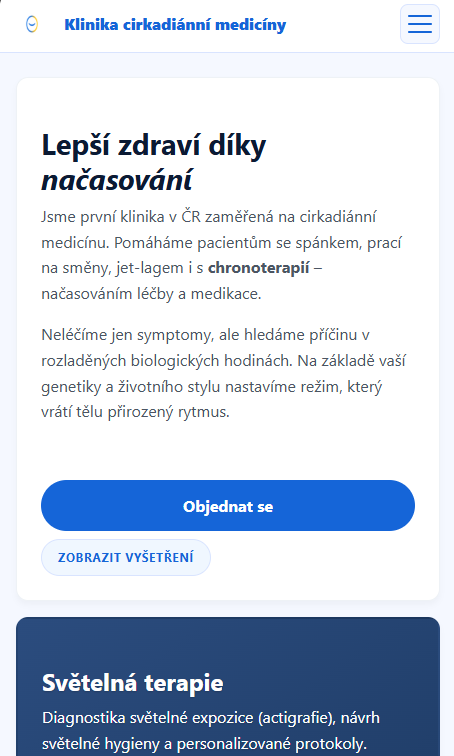 Klinika cirkadiánní medicíny
Lepší zdraví díky
načasování
Jsme první klinika v ČR zaměřená na cirkadiánní
medicínu. Pomáháme pacientům se spánkem, prací
na směny, jet-lagem i s chronoterapií –
načasováním léčby a medikace.
Neléčíme jen symptomy, ale hledáme příčinu v
rozladěných biologických hodinách. Na základě vaší
genetiky a životního stylu nastavíme režim, který
vrátí tělu přirozený rytmus.
Objednat se
ZOBRAZIT VYŠETŘENÍ
Světelná terapie
Diagnostika světelné expozice (actigrafie), návrh
světelné hygieny a personalizované protokoly.